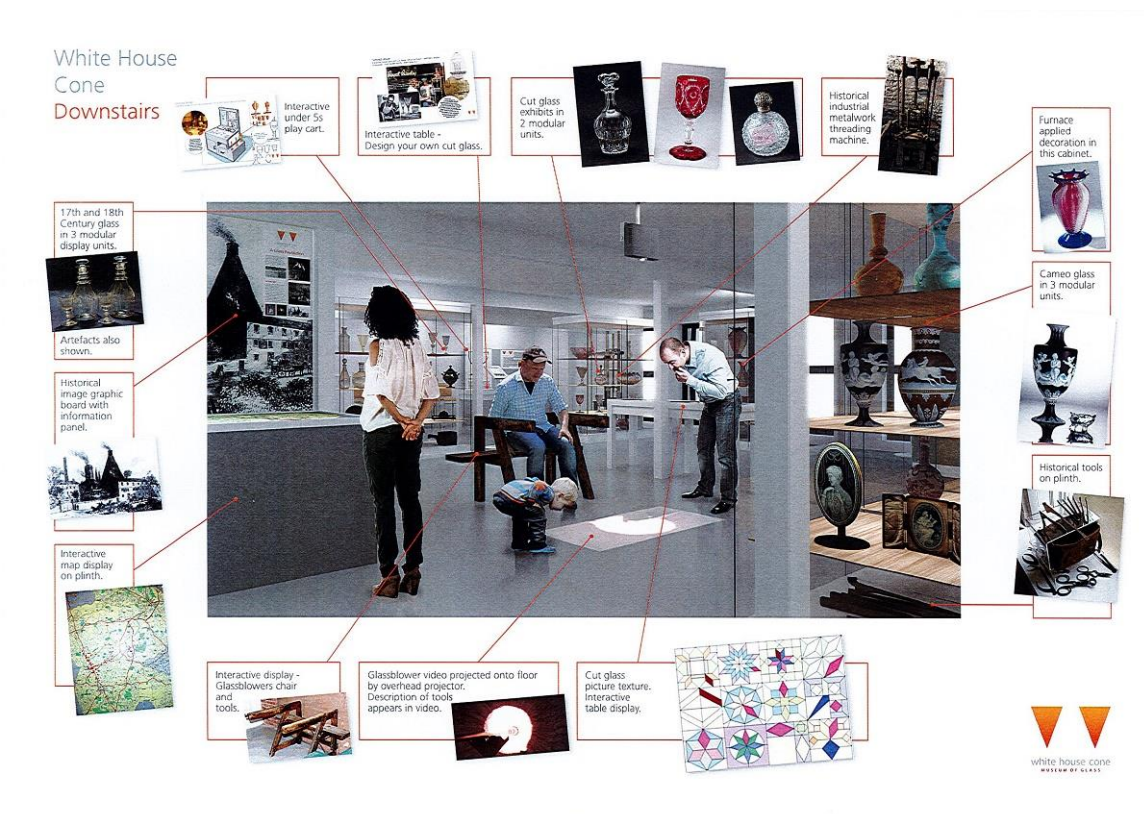 White House
Cone
Downstairs
Interactive
under 5s
play cart.
Interactive table -
Design your own cut glass.
Cut glass
exhibits in
2 modular
units.
Historical
industrial
metalwork
threading
machine.
Furnace
applied
decoration in
this cabinet.
17th and 18th
Century glass
in 3 modular
display units.
Artefacts also
shown.
Cameo glass
in 3 modular
units.
Historical
image graphic
board with
information
panel.
Historical tools
on plinth.
Interactive
map display
on plinth.
Interactive display -
Glassblowers chair
and
tools.
Glassblower video projected onto floor
by overhead projector.
Description of tools
appears in video.
Cut glass
picture texture.
Interactive
table display.
white house cone
MUSEUM OF GLASS